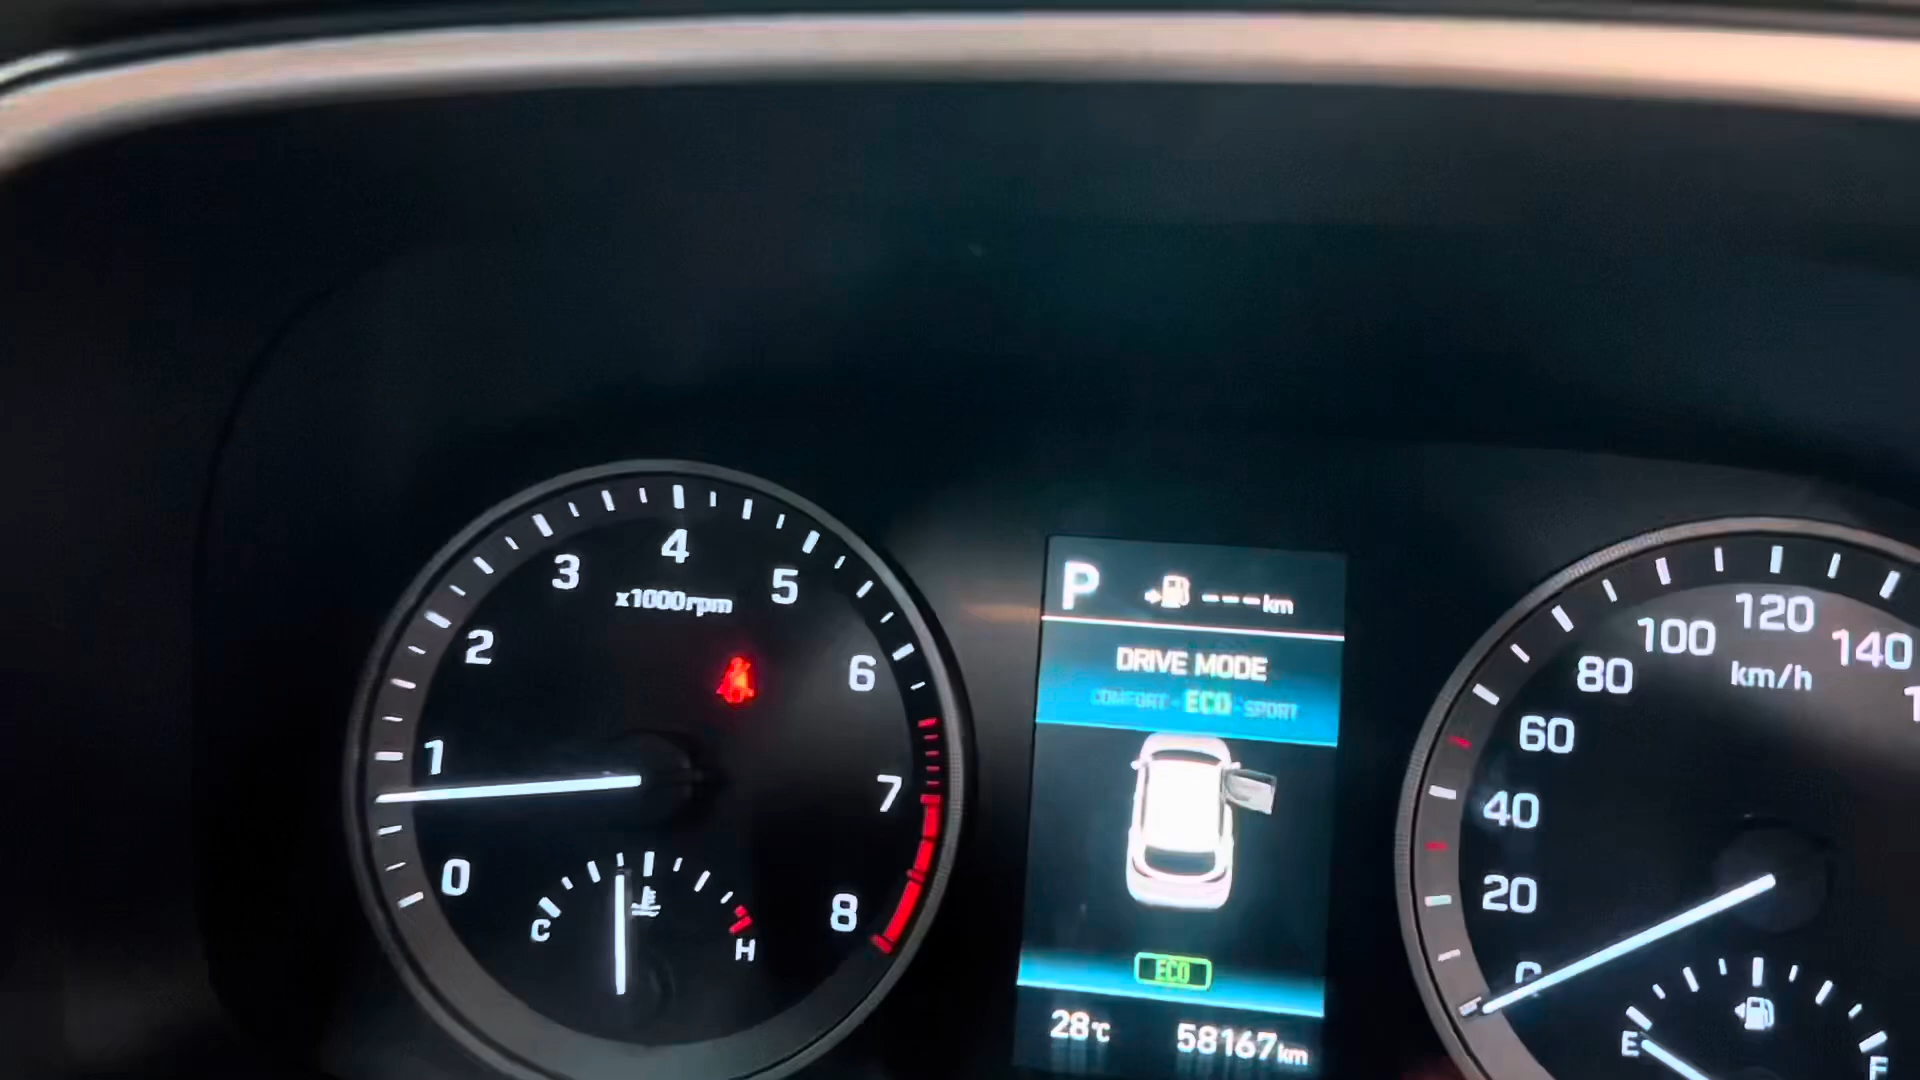 0
1
2
3
4
5
6
7
8
x1000rpm
C
H
P
---km
DRIVE MODE
COMFORT · ECO · SPORT
ECO
28℃
58167km
0
20
40
60
80
100
120
140
km/h
E
F